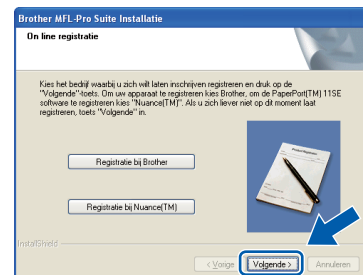 Brother MFL-Pro Suite Installatie
On line registratie
Kies het bedrijf waarbij u zich wilt laten inschrijven registreren en druk op de
"Volgende"-toets. Om uw apparaat te registreren kies Brother, om de PaperPort(TM) 11SE
software te registreren kies "Nuance(TM)". Als u zich liever niet op dit moment laat
registreren, toets "Volgende" in.
Registratie bij Brother
Registratie bij Nuance(TM)
InstallShield
< Vorige
Volgende >
Annuleren